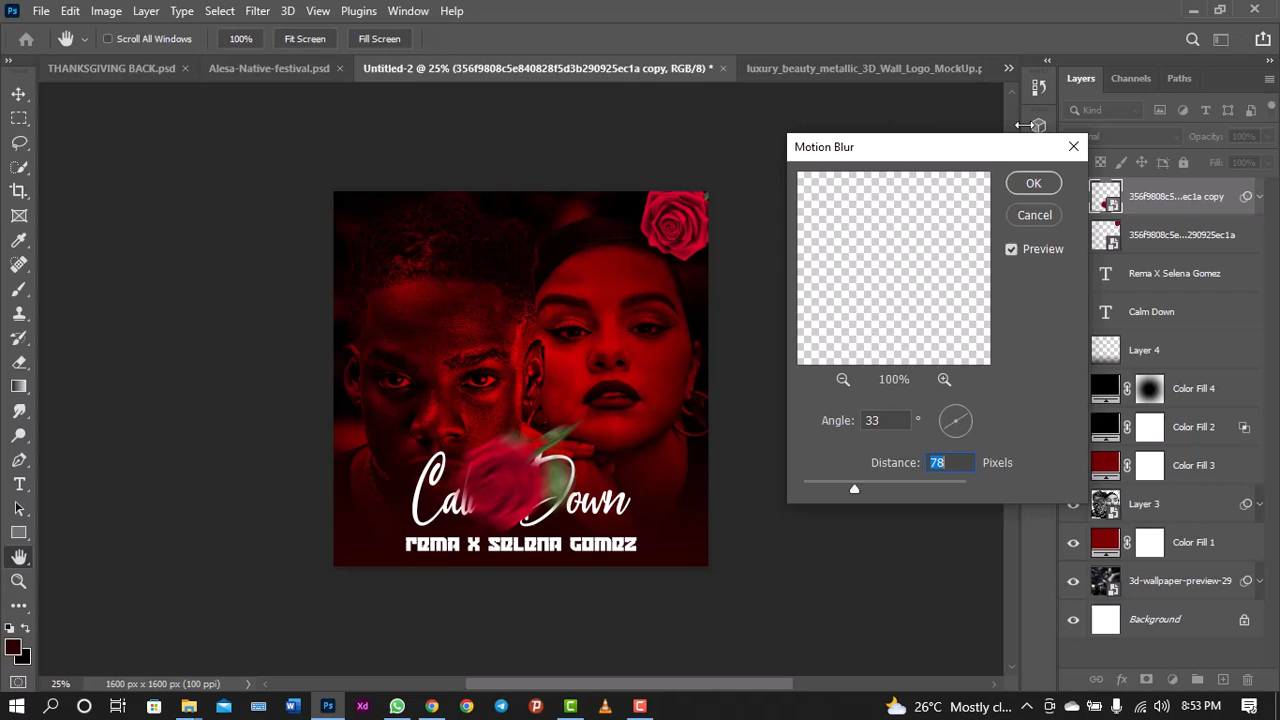 File Edit Image Layer Type Select Filter 3D View Plugins Window Help
Scroll All Windows 100% Fit Screen Fill Screen
THANKSGIVING BACK.psd × Alesa-Native-festival.psd × Untitled-2 @ 25% (356f9808c5e840828f5d3b290925ec1a copy, RGB/8) * × luxury_beauty_metallic_3D_Wall_Logo_MockUp.p
Layers Channels Paths
Kind
Opacity: 100%
Fill: 100%
Motion Blur
OK
Cancel
Preview
100%
Angle: 33 °
Distance: 78 Pixels
356f9808c5...ec1a copy
356f9808c5e...290925ec1a
Rema X Selena Gomez
Calm Down
Layer 4
Color Fill 4
Color Fill 2
Color Fill 3
Layer 3
Color Fill 1
3d-wallpaper-preview-29
Background
Down
Rema X Selena Gomez
25% 1600 px x 1600 px (100 ppi)
26°C Mostly cl... 8:53 PM